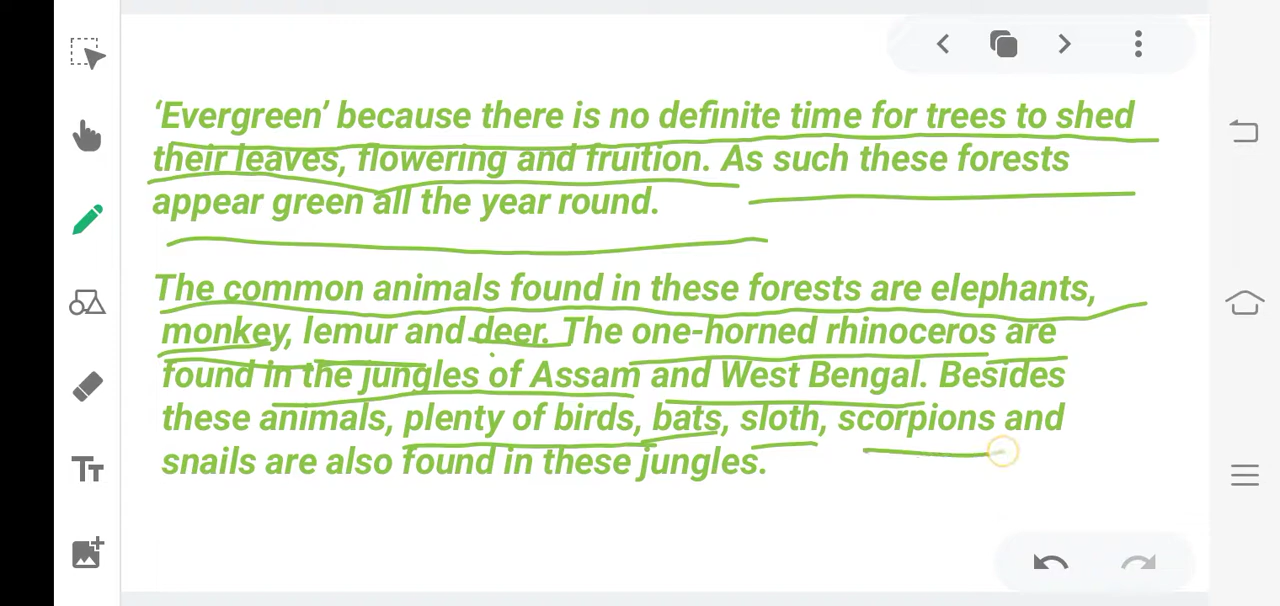 ‘Evergreen’ because there is no definite time for trees to shed
their leaves, flowering and fruition. As such these forests
appear green all the year round.
The common animals found in these forests are elephants,
monkey, lemur and deer. The one-horned rhinoceros are
found in the jungles of Assam and West Bengal. Besides
these animals, plenty of birds, bats, sloth, scorpions and
snails are also found in these jungles.
Tт